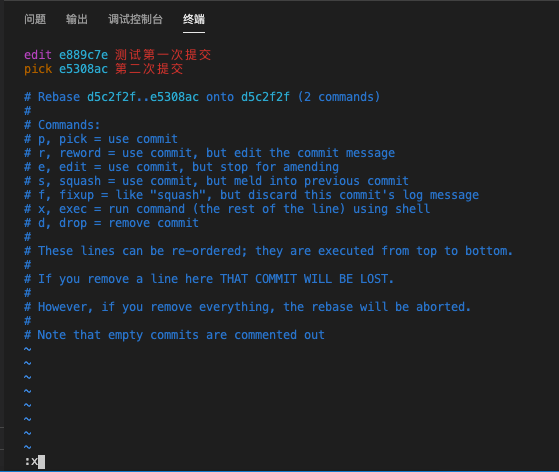 问题 输出 调试控制台 终端
edit e889c7e 测试第一次提交
pick e5308ac 第二次提交
# Rebase d5c2f2f..e5308ac onto d5c2f2f (2 commands)
#
# Commands:
# p, pick = use commit
# r, reword = use commit, but edit the commit message
# e, edit = use commit, but stop for amending
# s, squash = use commit, but meld into previous commit
# f, fixup = like "squash", but discard this commit's log message
# x, exec = run command (the rest of the line) using shell
# d, drop = remove commit
#
# These lines can be re-ordered; they are executed from top to bottom.
#
# If you remove a line here THAT COMMIT WILL BE LOST.
#
# However, if you remove everything, the rebase will be aborted.
#
# Note that empty commits are commented out
~
~
~
~
~
~
~
~
:x